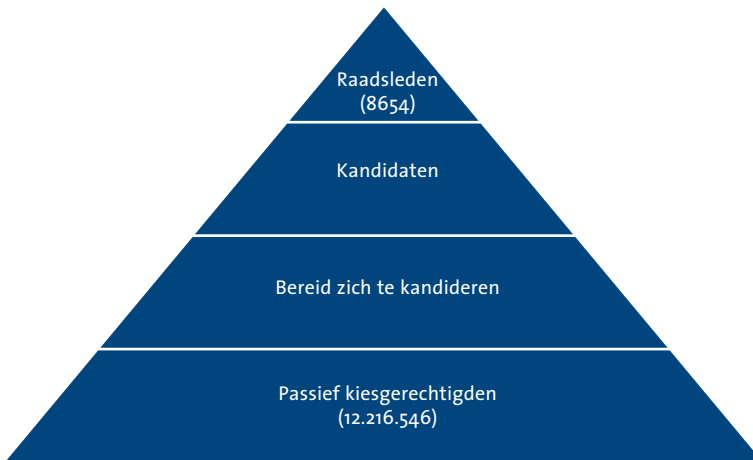 Raadsleden
(8654)
Kandidaten
Bereid zich te kandideren
Passief kiesgerechtigden
(12.216.546)